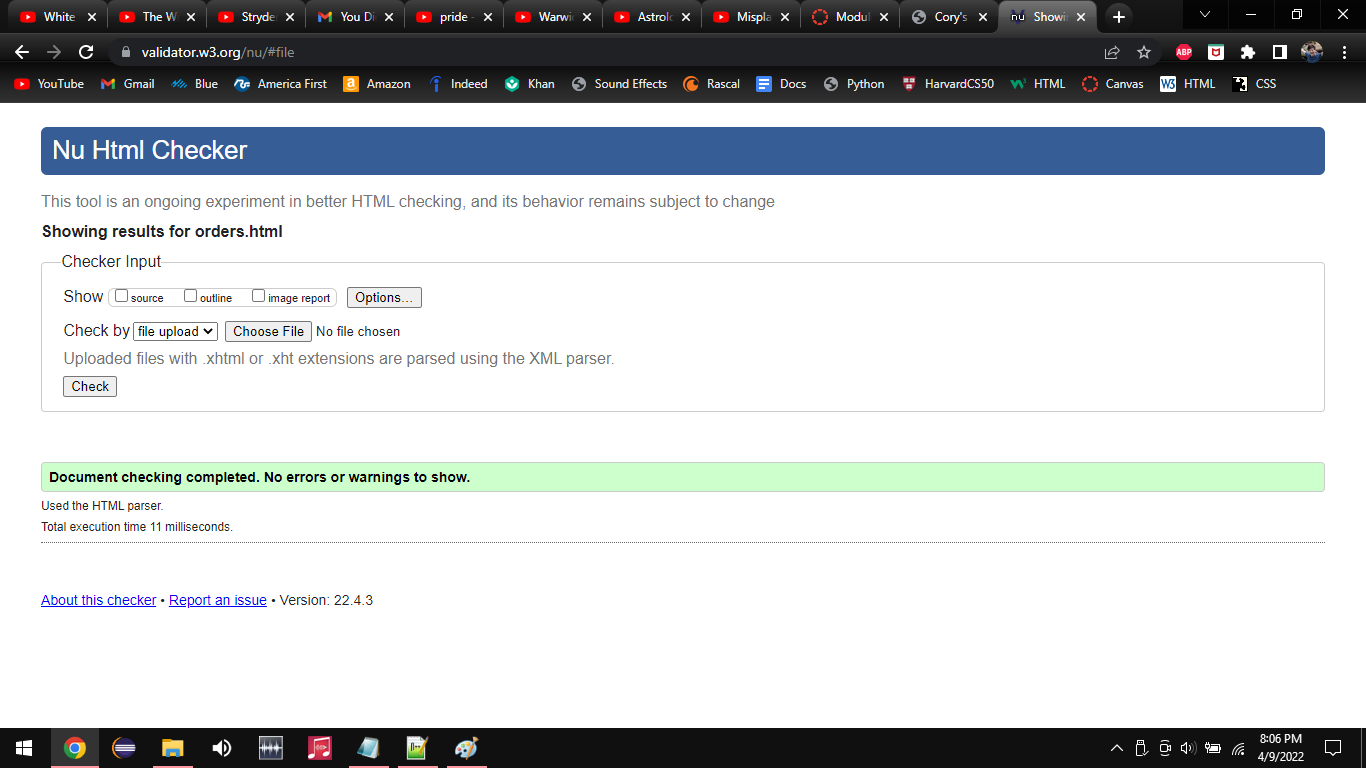 White
The W
Stryde
You Di
pride -
Warwi
Astrolo
Mispla
Modul
Cory's
Showi
validator.w3.org/nu/#file
ABP
YouTube Gmail Blue America First Amazon Indeed Khan Sound Effects Rascal Docs Python HarvardCS50 HTML Canvas W3 HTML CSS
Nu Html Checker
This tool is an ongoing experiment in better HTML checking, and its behavior remains subject to change
Showing results for orders.html
Checker Input
Show source outline image report Options...
Check by file upload Choose File No file chosen
Uploaded files with .xhtml or .xht extensions are parsed using the XML parser.
Check
Document checking completed. No errors or warnings to show.
Used the HTML parser.
Total execution time 11 milliseconds.
About this checker • Report an issue • Version: 22.4.3
8:06 PM
4/9/2022